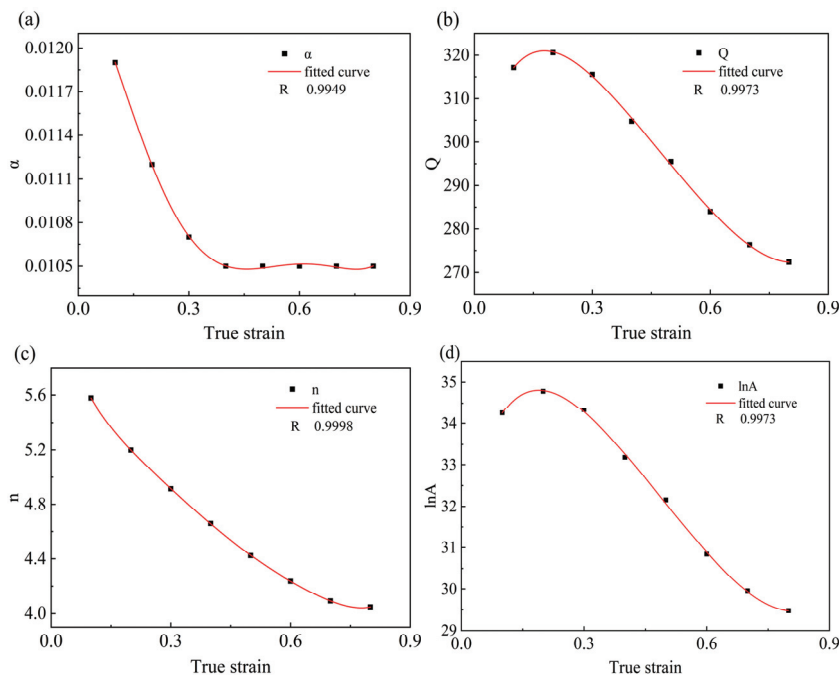 (a)
α
fitted curve
R 0.9949
0.0120
0.0117
0.0114
0.0111
0.0108
0.0105
α
0.0 0.3 0.6 0.9
True strain
(b)
Q
fitted curve
R 0.9973
320
310
300
290
280
270
Q
0.0 0.3 0.6 0.9
True strain
(c)
n
fitted curve
R 0.9998
5.6
5.2
4.8
4.4
4.0
n
0.0 0.3 0.6 0.9
True strain
(d)
lnA
fitted curve
R 0.9973
35
34
33
32
31
30
29
lnA
0.0 0.3 0.6 0.9
True strain